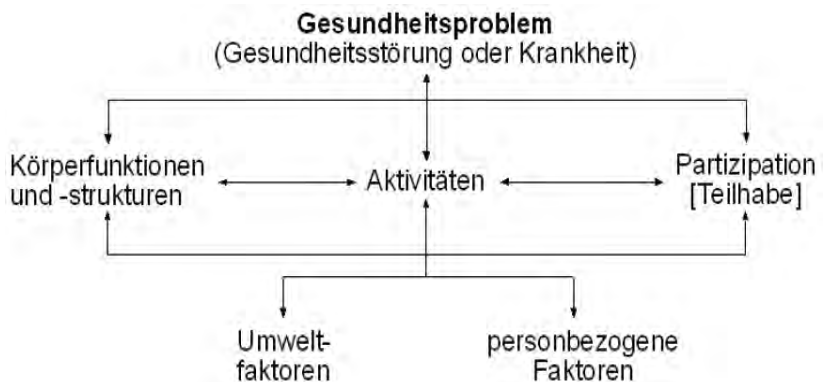 Gesundheitsproblem
(Gesundheitsstörung oder Krankheit)
Körperfunktionen
und -strukturen
Aktivitäten
Partizipation
[Teilhabe]
Umwelt-
faktoren
personbezogene
Faktoren